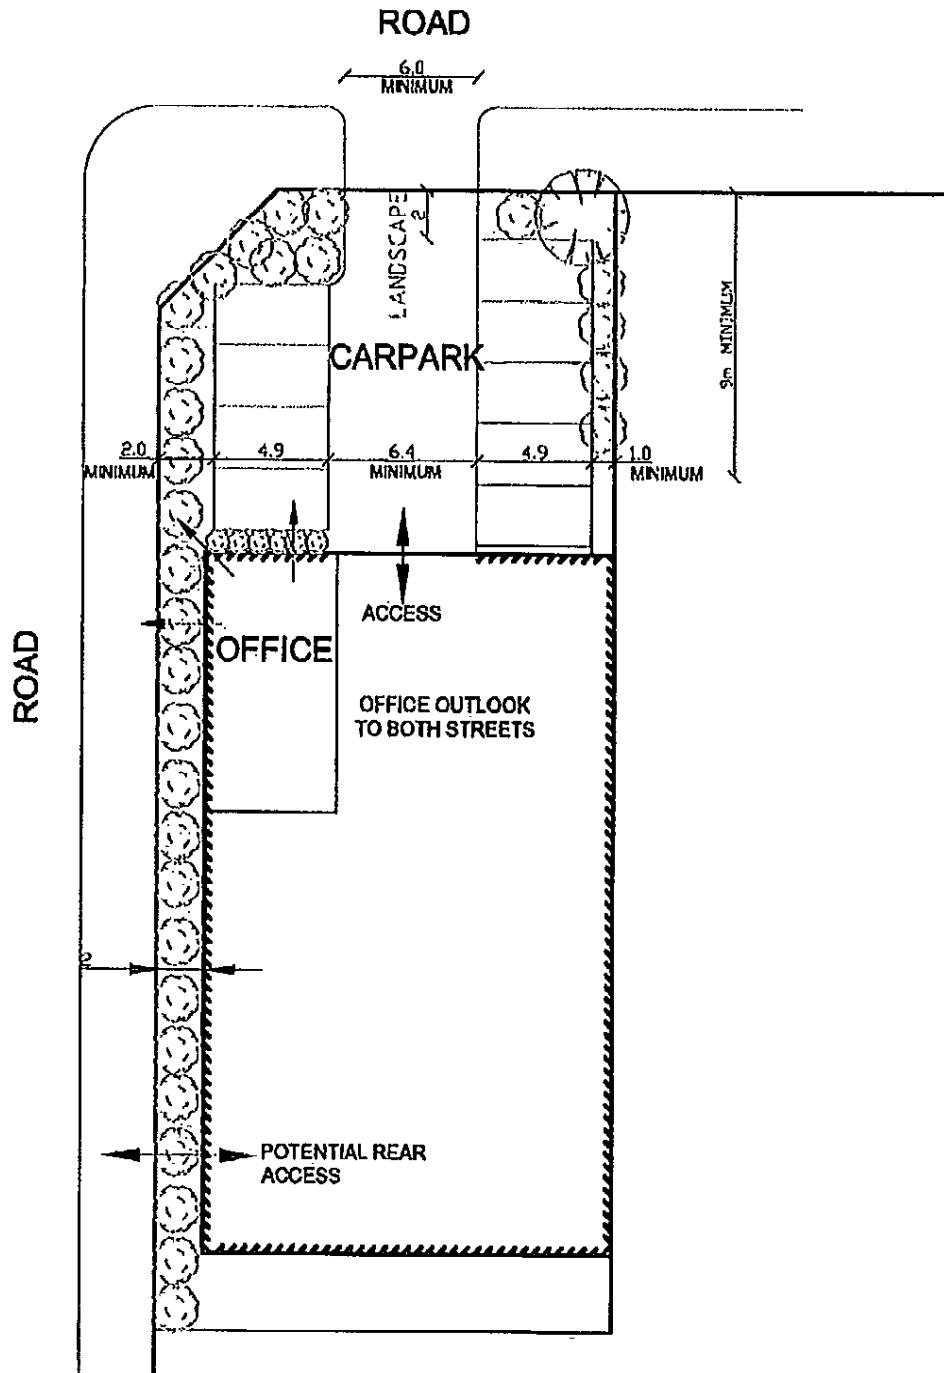 ROAD
6.0
MINIMUM
LANDSCAPE
2
9m MINIMUM
CARPARK
2.0
MINIMUM
4.9
6.4
MINIMUM
4.9
1.0
MINIMUM
ACCESS
OFFICE
ROAD
OFFICE OUTLOOK
TO BOTH STREETS
2
POTENTIAL REAR
ACCESS